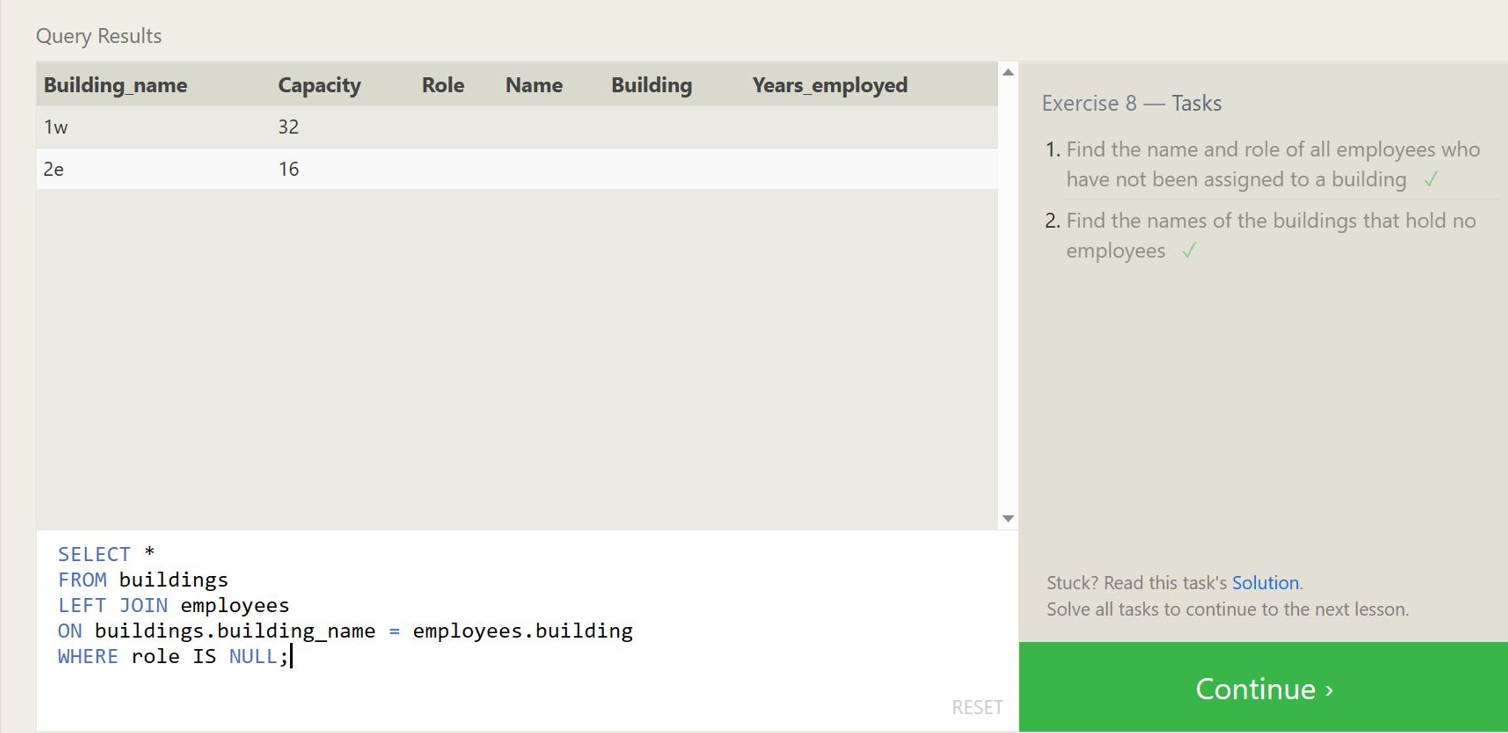 Query Results
Building_name Capacity Role Name Building Years_employed
1w 32
2e 16
SELECT *
FROM buildings
LEFT JOIN employees
ON buildings.building_name = employees.building
WHERE role IS NULL;
RESET
Exercise 8 — Tasks
1. Find the name and role of all employees who
have not been assigned to a building ✓
2. Find the names of the buildings that hold no
employees ✓
Stuck? Read this task's Solution.
Solve all tasks to continue to the next lesson.
Continue ›